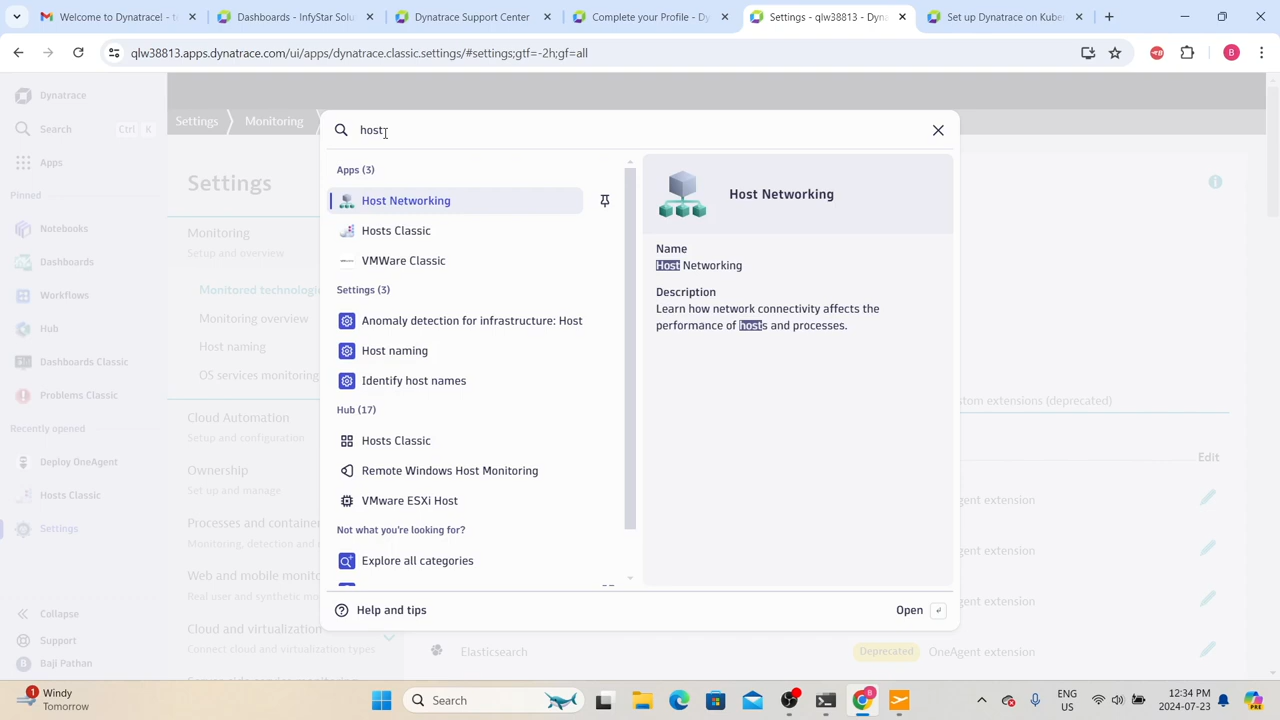 Welcome to Dynatrace! - t
Dashboards - InfyStar Solu
Dynatrace Support Center
Complete your Profile - Dy
Settings - Dynatrace - qlw
Set up Dynatrace on Kube
qlw38813.apps.dynatrace.com/ui/apps/dynatrace.classic.settings/#settings;gtf=-2h;gf=all
B
Dynatrace
Search
Ctrl K
Apps
Pinned
Notebooks
Dashboards
Workflows
Hub
Dashboards Classic
Problems Classic
Recently opened
Deploy OneAgent
Hosts Classic
Settings
Collapse
Support
Baji Pathan
Settings
Monitoring
Settings
Monitoring
Setup and overview
Monitored technologie
Monitoring overview
Host naming
OS services monitoring
Cloud Automation
Setup and configuration
Ownership
Set up and manage
Processes and container
Monitoring, detection and
Web and mobile monito
Real user and synthetic mo
Cloud and virtualization
Connect cloud and virtualization types
host
Apps (3)
Host Networking
Hosts Classic
VMWare Classic
Settings (3)
Anomaly detection for infrastructure: Host
Host naming
Identify host names
Hub (17)
Hosts Classic
Remote Windows Host Monitoring
VMware ESXi Host
Not what you're looking for?
Explore all categories
Help and tips
Host Networking
Name
Host Networking
Description
Learn how network connectivity affects the
performance of hosts and processes.
Open
stom extensions (deprecated)
Edit
eAgent extension
eAgent extension
eAgent extension
Elasticsearch
Deprecated
OneAgent extension
1
Windy
Tomorrow
Search
ENG
US
12:34 PM
2024-07-23